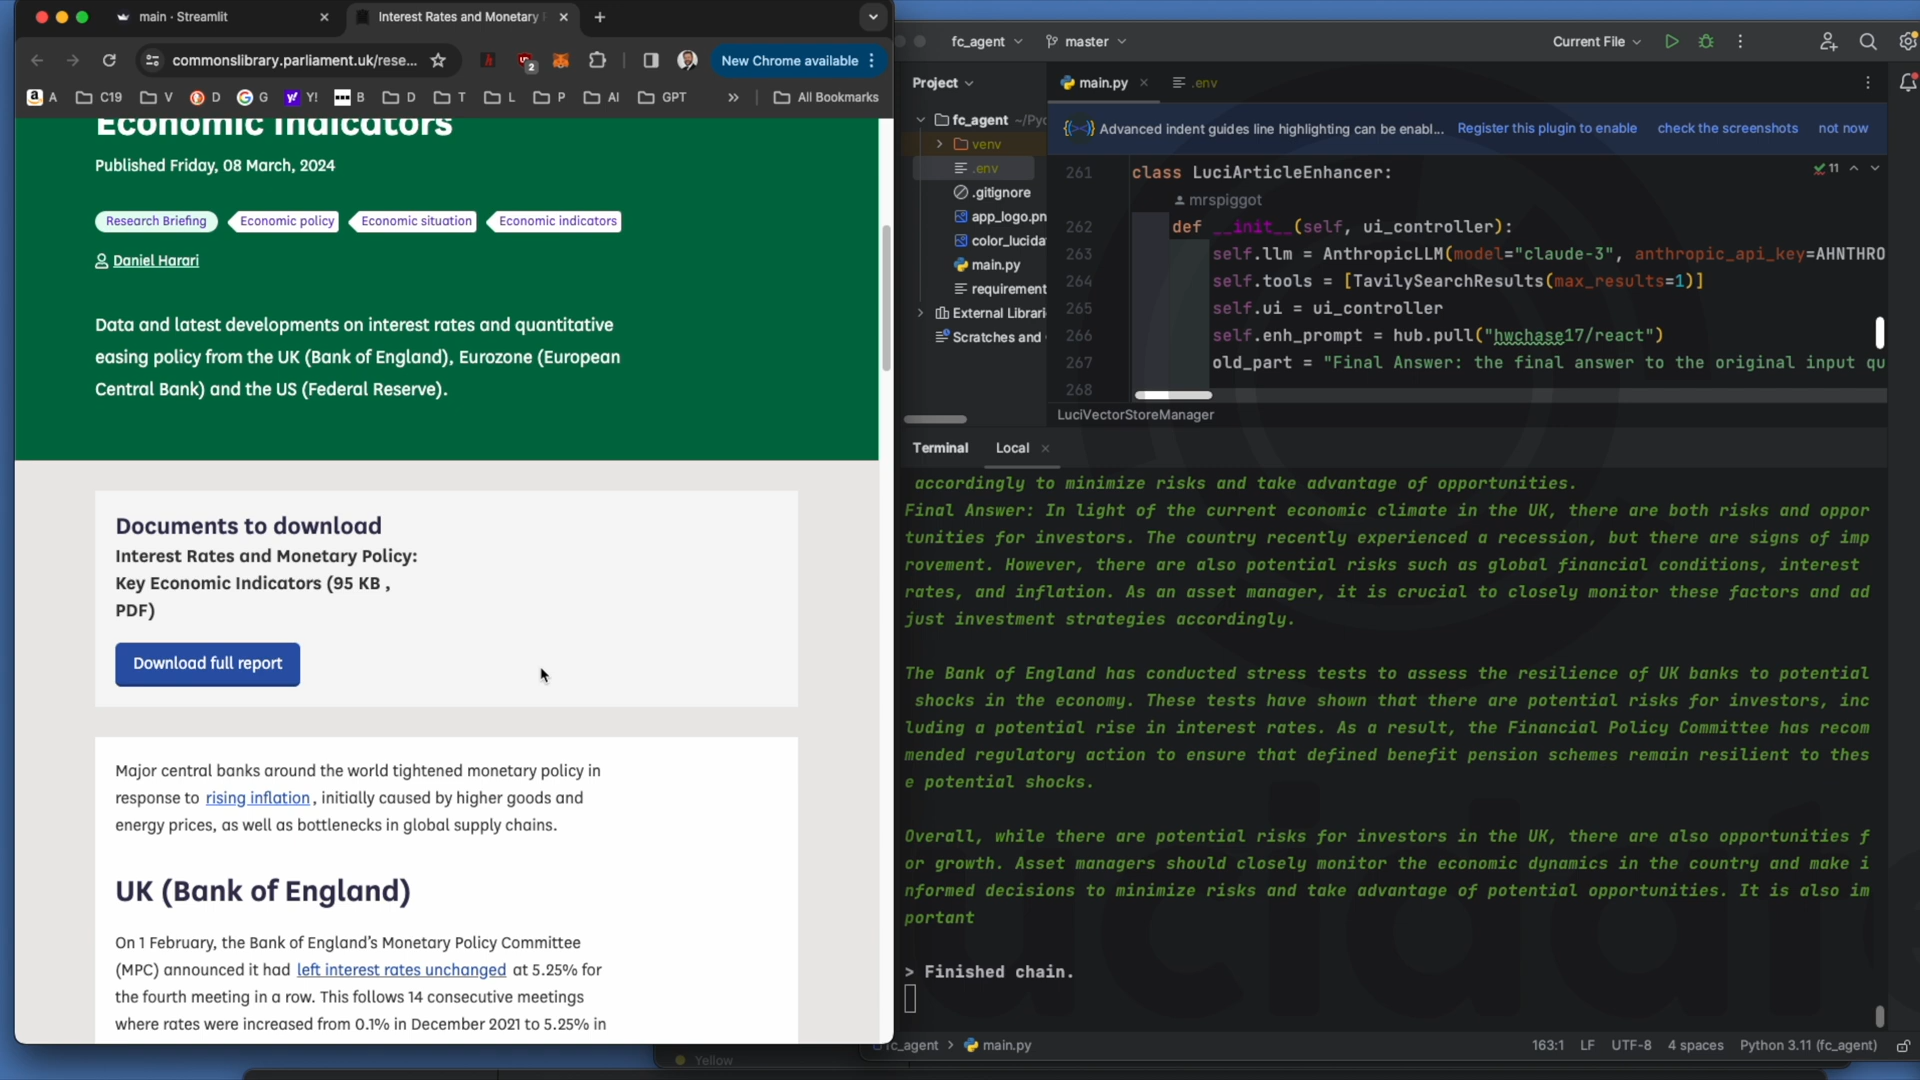 main · Streamlit
Interest Rates and Monetary
commonslibrary.parliament.uk/rese...
2
New Chrome available
A
C19
V
D
G
Y!
B
D
T
L
P
AI
GPT
»
All Bookmarks
Economic Indicators
Published Friday, 08 March, 2024
Research Briefing
Economic policy
Economic situation
Economic indicators
Daniel Harari
Data and latest developments on interest rates and quantitative
easing policy from the UK (Bank of England), Eurozone (European
Central Bank) and the US (Federal Reserve).
Documents to download
Interest Rates and Monetary Policy:
Key Economic Indicators (95 KB ,
PDF)
Download full report
Major central banks around the world tightened monetary policy in
response to rising inflation, initially caused by higher goods and
energy prices, as well as bottlenecks in global supply chains.
UK (Bank of England)
On 1 February, the Bank of England's Monetary Policy Committee
(MPC) announced it had left interest rates unchanged at 5.25% for
the fourth meeting in a row. This follows 14 consecutive meetings
where rates were increased from 0.1% in December 2021 to 5.25% in
fc_agent
master
Current File
Project
main.py
.env
fc_agent ~/Pyc
venv
.env
.gitignore
app_logo.pn
color_lucida
main.py
requirement
External Librari
Scratches and
Advanced indent guides line highlighting can be enabl... Register this plugin to enable check the screenshots not now
261 class LuciArticleEnhancer:
11
mrspiggot
262 def __init__(self, ui_controller):
263 self.llm = AnthropicLLM(model="claude-3", anthropic_api_key=AHNTHRO
264 self.tools = [TavilySearchResults(max_results=1)]
265 self.ui = ui_controller
266 self.enh_prompt = hub.pull("hwchase17/react")
267 old_part = "Final Answer: the final answer to the original input qu
268
LuciVectorStoreManager
Terminal
Local
accordingly to minimize risks and take advantage of opportunities.
Final Answer: In light of the current economic climate in the UK, there are both risks and oppor
tunities for investors. The country recently experienced a recession, but there are signs of imp
rovement. However, there are also potential risks such as global financial conditions, interest
rates, and inflation. As an asset manager, it is crucial to closely monitor these factors and ad
just investment strategies accordingly.
The Bank of England has conducted stress tests to assess the resilience of UK banks to potential
shocks in the economy. These tests have shown that there are potential risks for investors, inc
luding a potential rise in interest rates. As a result, the Financial Policy Committee has recom
mended regulatory action to ensure that defined benefit pension schemes remain resilient to thes
e potential shocks.
Overall, while there are potential risks for investors in the UK, there are also opportunities f
or growth. Asset managers should closely monitor the economic dynamics in the country and make i
nformed decisions to minimize risks and take advantage of potential opportunities. It is also im
portant
> Finished chain.
fc_agent > main.py
163:1 LF UTF-8 4 spaces Python 3.11 (fc_agent)
Yellow